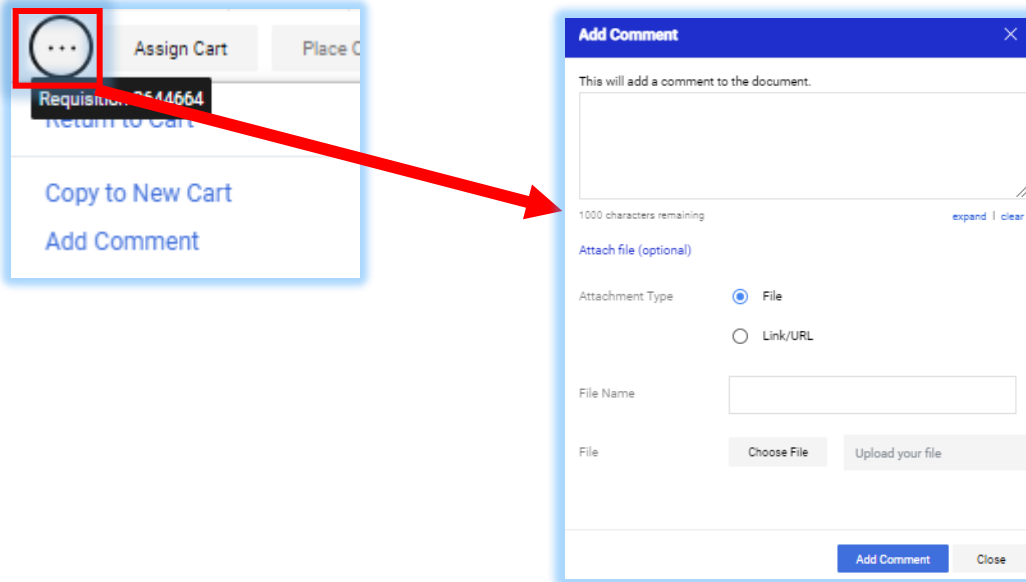 ...
Assign Cart
Place
Requisition 3644664
Return to Cart
Copy to New Cart
Add Comment
Add Comment
This will add a comment to the document.
1000 characters remaining
expand | clear
Attach file (optional)
Attachment Type
File
Link/URL
File Name
File
Choose File
Upload your file
Add Comment
Close